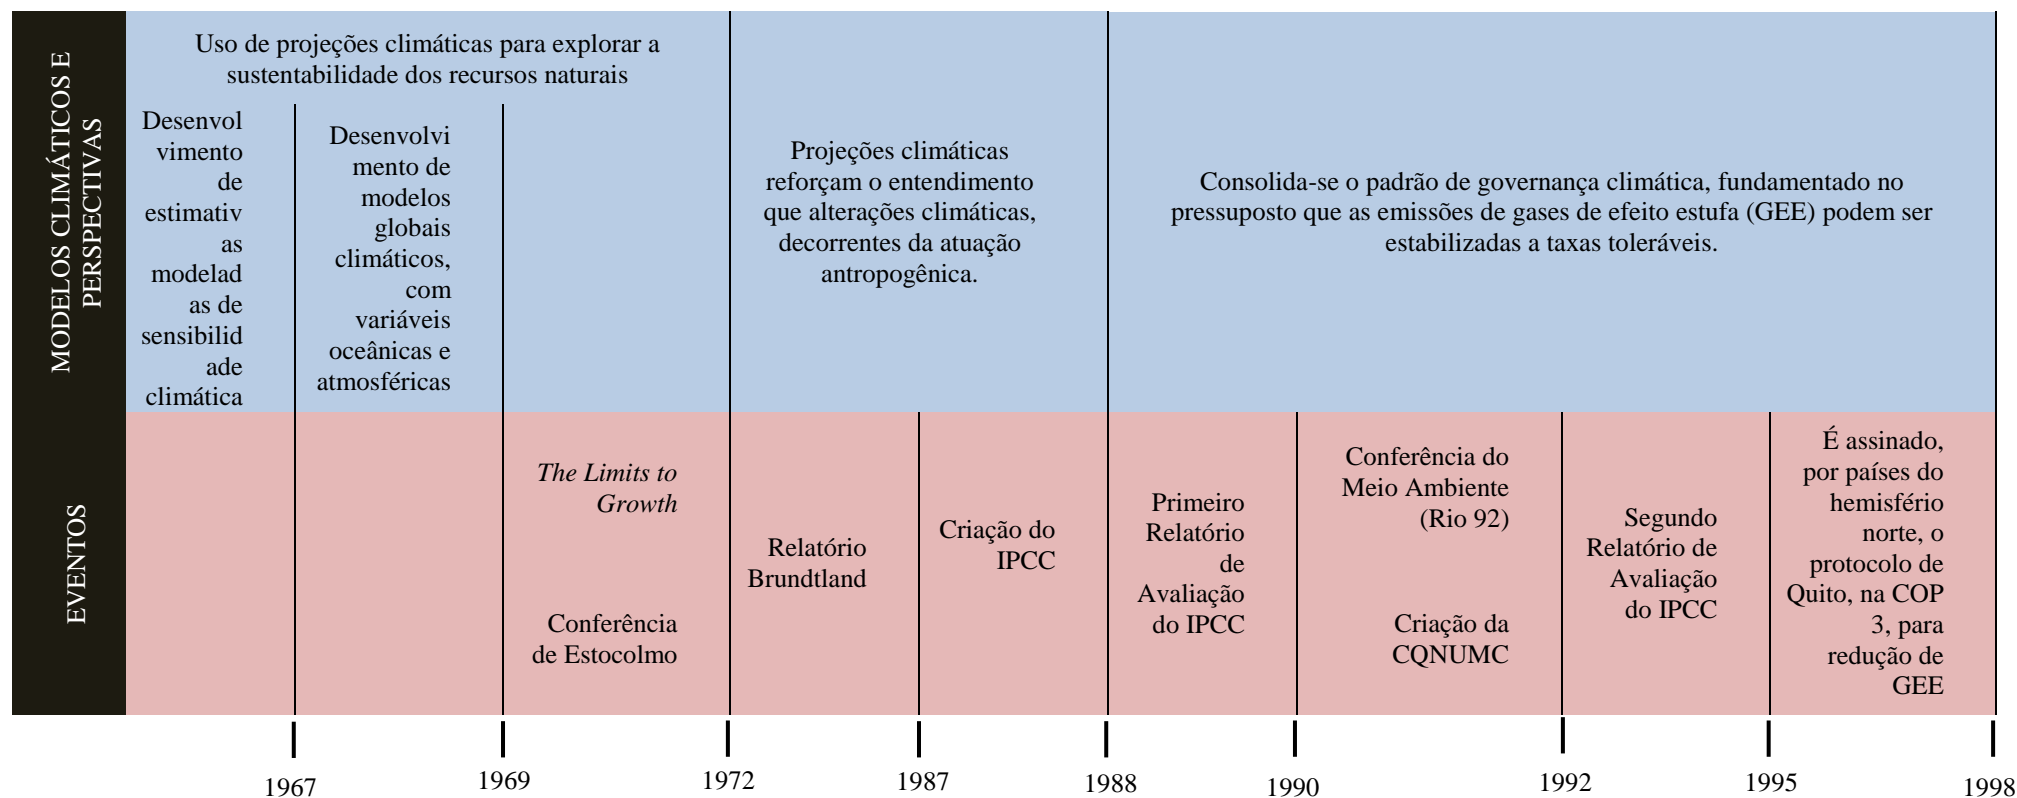 MODELOS CLIMÁTICOS E
PERSPECTIVAS
Uso de projeções climáticas para explorar a
sustentabilidade dos recursos naturais
Desenvol
vimento
de
estimativ
as
modelad
as de
sensibilid
ade
climática
Desenvolvi
mento de
modelos
globais
climáticos,
com
variáveis
oceânicas e
atmosféricas
Projeções climáticas
reforçam o entendimento
que alterações climáticas,
decorrentes da atuação
antropogênica.
Consolida-se o padrão de governança climática, fundamentado no
pressuposto que as emissões de gases de efeito estufa (GEE) podem ser
estabilizadas a taxas toleráveis.
EVENTOS
The Limits to
Growth
Conferência
de Estocolmo
Relatório
Brundtland
Criação do
IPCC
Primeiro
Relatório
de
Avaliação
do IPCC
Conferência do
Meio Ambiente
(Rio 92)
Criação da
CQNUMC
Segundo
Relatório de
Avaliação
do IPCC
É assinado,
por países do
hemisfério
norte, o
protocolo de
Quito, na COP
3, para
redução de
GEE
1967
1969
1972
1987
1988
1990
1992
1995
1998